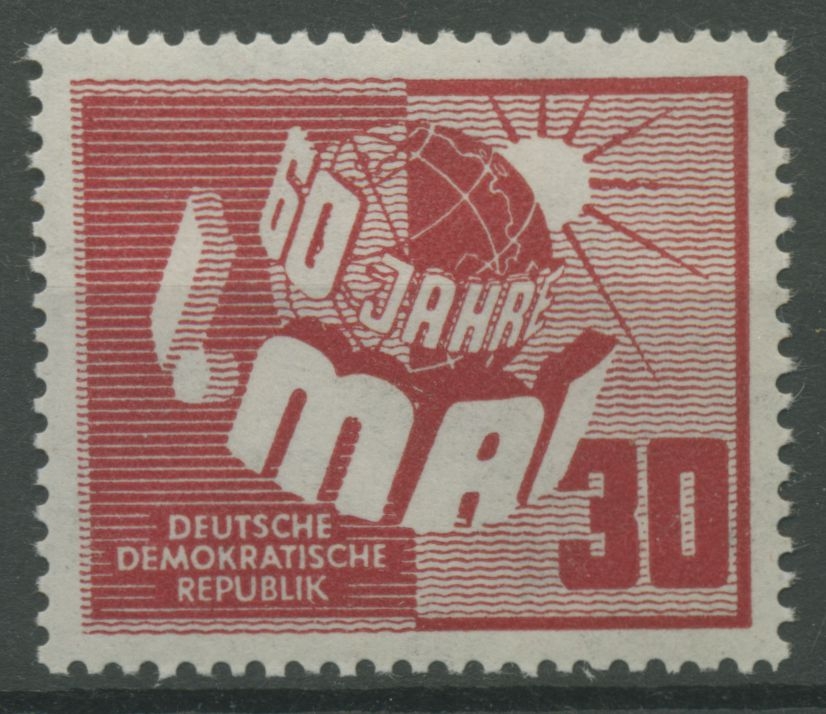 60 JAHRE
1. MAI
30
DEUTSCHE
DEMOKRATISCHE
REPUBLIK